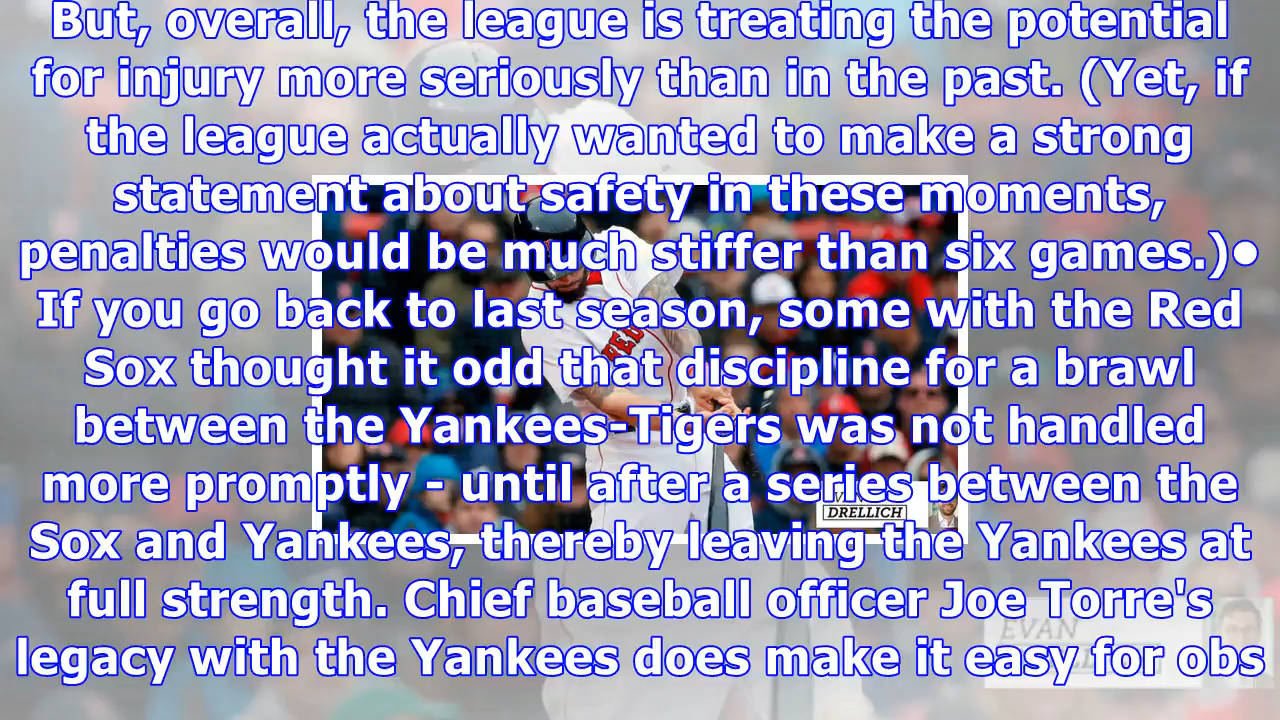 But, overall, the league is treating the potential
for injury more seriously than in the past. (Yet, if
the league actually wanted to make a strong
statement about safety in these moments,
penalties would be much stiffer than six games.)●
If you go back to last season, some with the Red
Sox thought it odd that discipline for a brawl
between the Yankees-Tigers was not handled
more promptly - until after a series between the
Sox and Yankees, thereby leaving the Yankees at
full strength. Chief baseball officer Joe Torre's
legacy with the Yankees does make it easy for obs
DRELLICH
EVAN